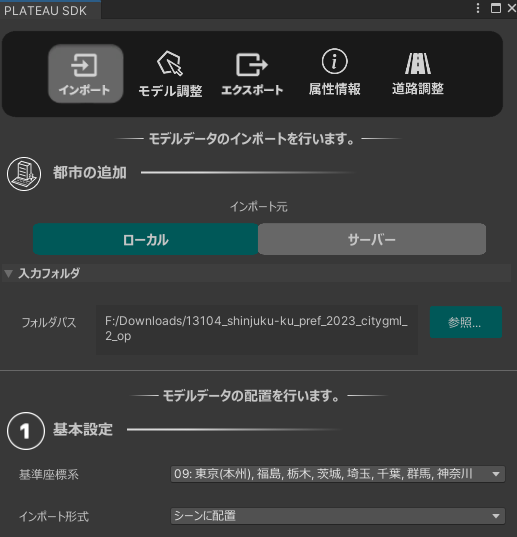 PLATEAU SDK
インポート
モデル調整
エクスポート
属性情報
道路調整
モデルデータのインポートを行います。
都市の追加
インポート元
ローカル
サーバー
入力フォルダ
フォルダパス
F:/Downloads/13104_shinjuku-ku_pref_2023_citygml_
2_op
参照...
モデルデータの配置を行います。
1 基本設定
基準座標系
09: 東京(本州), 福島, 栃木, 茨城, 埼玉, 千葉, 群馬, 神奈川
インポート形式
シーンに配置